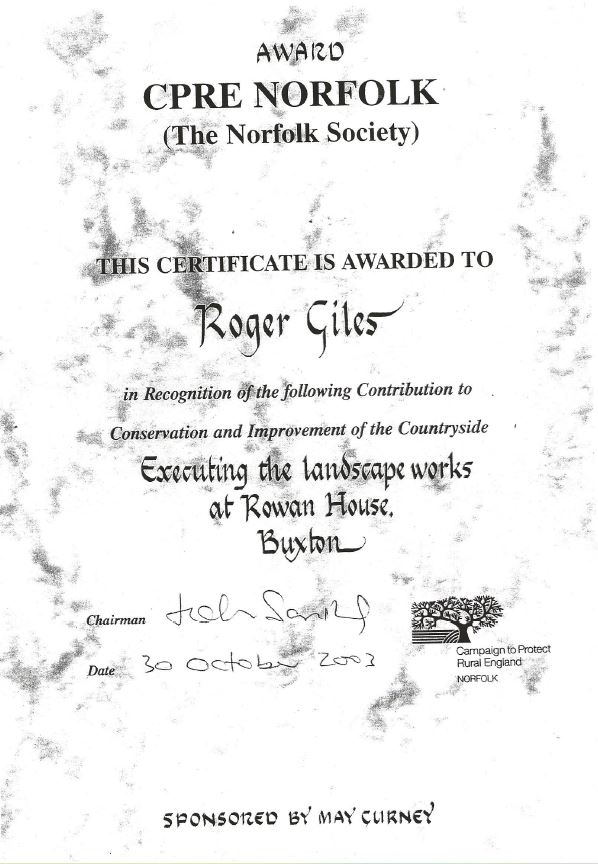 AWARD
CPRE NORFOLK
(The Norfolk Society)
THIS CERTIFICATE IS AWARDED TO
Roger Giles
in Recognition of the following Contribution to
Conservation and Improvement of the Countryside
Executing the landscape works
at Rowan House,
Buxton
Chairman
Date 30 October 2003
Campaign to Protect
Rural England
NORFOLK
SPONSORED BY MAY GURNEY